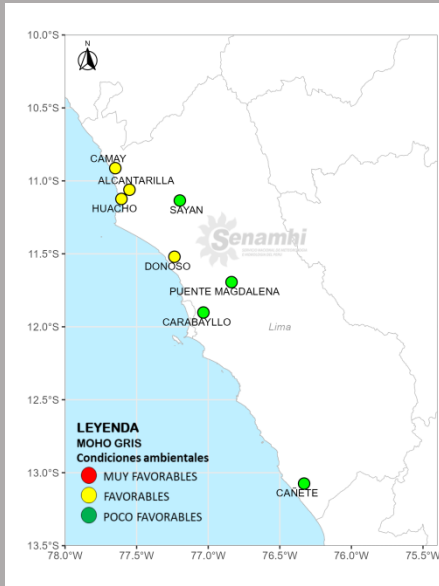 10.0°S
N
10.5°S
CAMAY
11.0°S
ALCANTARILLA
HUACHO
SAYAN
Senamhi
11.5°S
DONOSO
PUENTE MAGDALENA
12.0°S
CARABAYLLO
Lima
12.5°S
LEYENDA
MOHO GRIS
Condiciones ambientales
13.0°S
MUY FAVORABLES
CAÑETE
FAVORABLES
POCO FAVORABLES
13.5°S
78.0°W 77.5°W 77.0°W 76.5°W 76.0°W 75.5°W